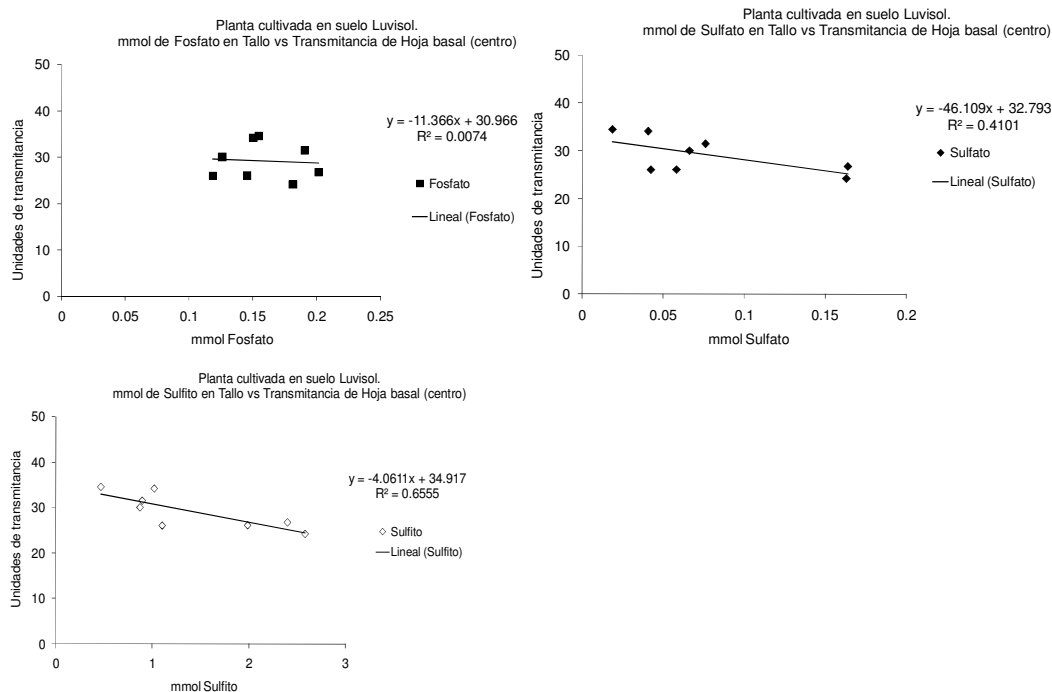 Planta cultivada en suelo Luvisol.
mmol de Fosfato en Tallo vs Transmitancia de Hoja basal (centro)
50
40
30
20
10
0
Unidades de transmitancia
y = -11.366x + 30.966
R² = 0.0074
Fosfato
Lineal (Fosfato)
0 0.05 0.1 0.15 0.2 0.25
mmol Fosfato
Planta cultivada en suelo Luvisol.
mmol de Sulfato en Tallo vs Transmitancia de Hoja basal (centro)
50
40
30
20
10
0
Unidades de transmitancia
y = -46.109x + 32.793
R² = 0.4101
Sulfato
Lineal (Sulfato)
0 0.05 0.1 0.15 0.2
mmol Sulfato
Planta cultivada en suelo Luvisol.
mmol de Sulfito en Tallo vs Transmitancia de Hoja basal (centro)
50
40
30
20
10
0
Unidades de transmitancia
y = -4.0611x + 34.917
R² = 0.6555
Sulfito
Lineal (Sulfito)
0 1 2 3
mmol Sulfito